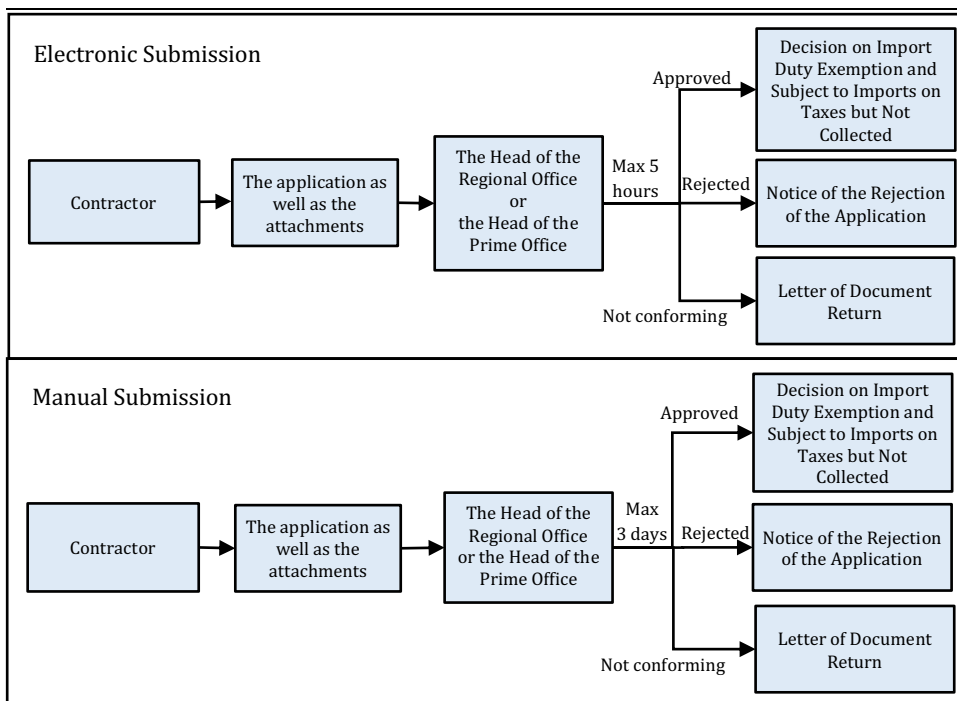 Electronic Submission
Contractor
The application as
well as the
attachments
The Head of the
Regional Office
or
the Head of the
Prime Office
Max 5
hours
Approved
Decision on Import
Duty Exemption and
Subject to Imports on
Taxes but Not
Collected
Rejected
Notice of the Rejection
of the Application
Not conforming
Letter of Document
Return
Manual Submission
Contractor
The application as
well as the
attachments
The Head of the
Regional Office
or the Head of the
Prime Office
Max
3 days
Approved
Decision on Import
Duty Exemption and
Subject to Imports on
Taxes but Not
Collected
Rejected
Notice of the Rejection
of the Application
Not conforming
Letter of Document
Return